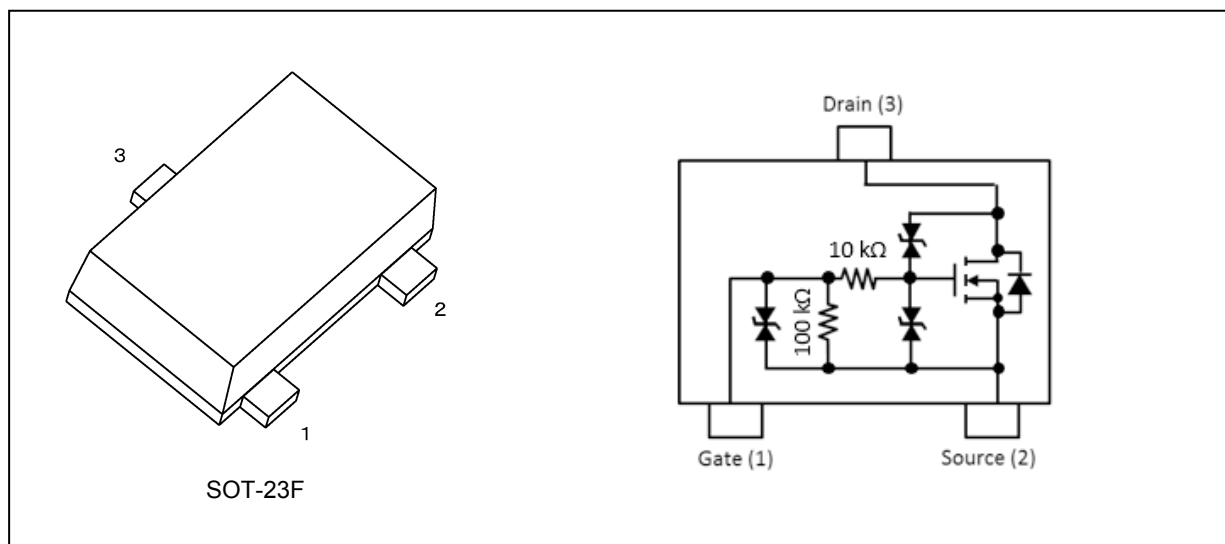 3
2
1
SOT-23F
Drain (3)
10 kΩ
100 kΩ
Gate (1)
Source (2)